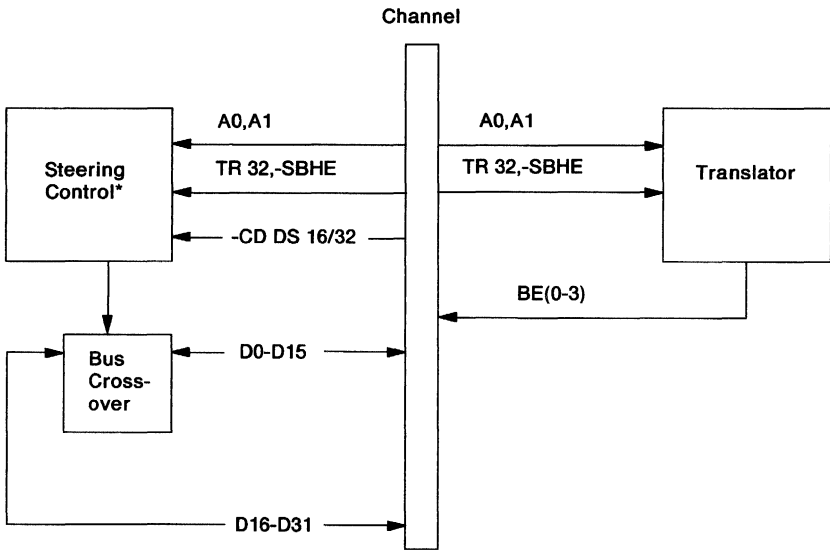 Channel
A0,A1
A0,A1
Steering
Control*
TR 32,-SBHE
TR 32,-SBHE
Translator
-CD DS 16/32
BE(0-3)
Bus
Cross-
over
D0-D15
D16-D31